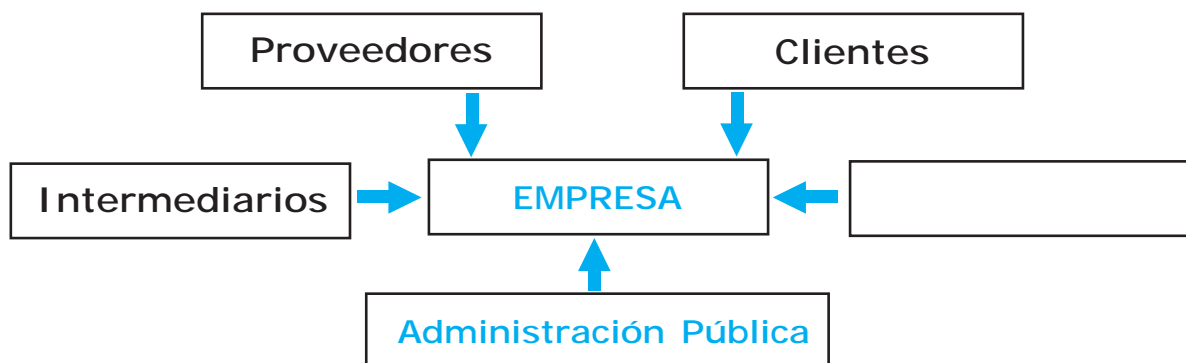 Proveedores
Clientes
Intermediarios
EMPRESA
Administración Pública